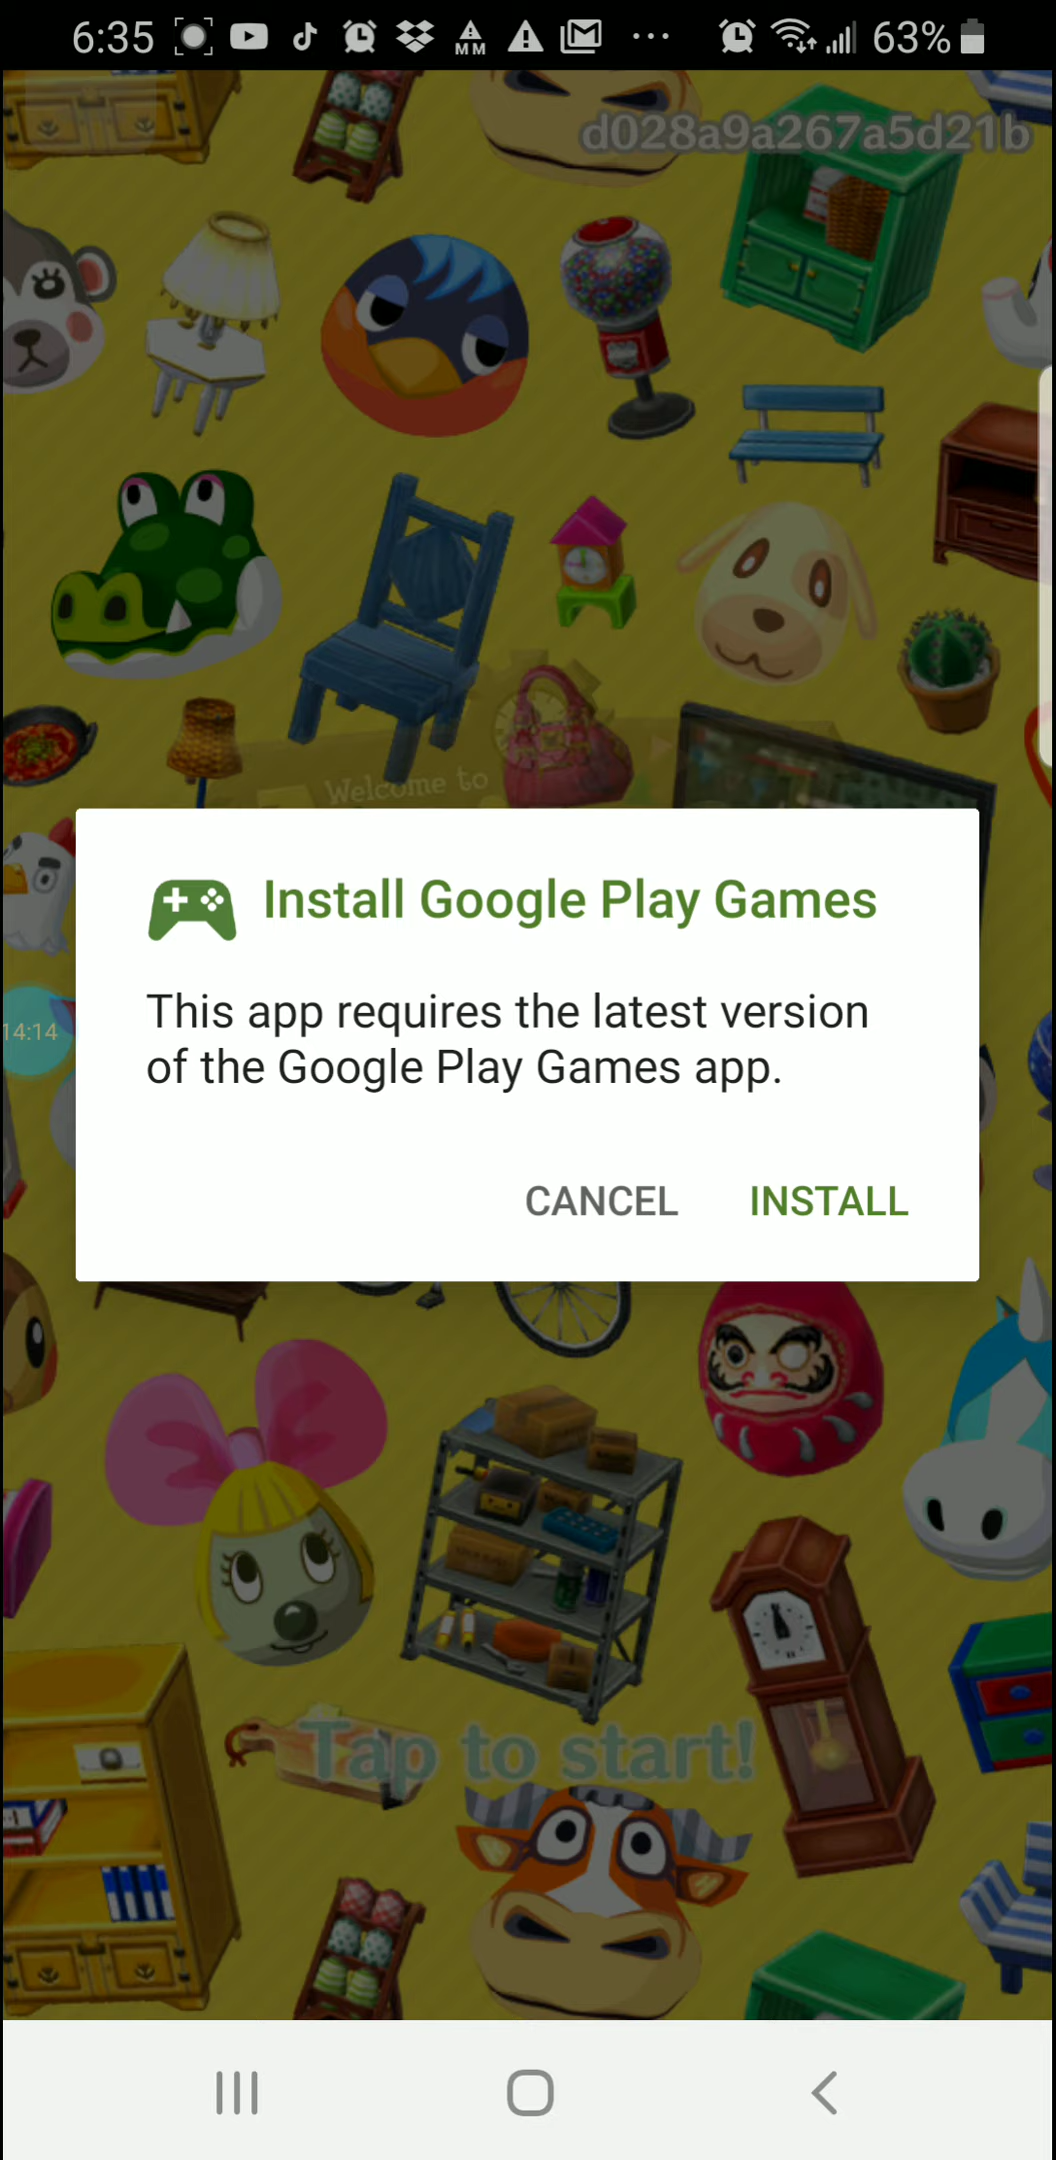 6:35
MM
63%
d028a9a267a5d21b
Welcome to
Install Google Play Games
This app requires the latest version
of the Google Play Games app.
14:14
CANCEL
INSTALL
Tap to start!